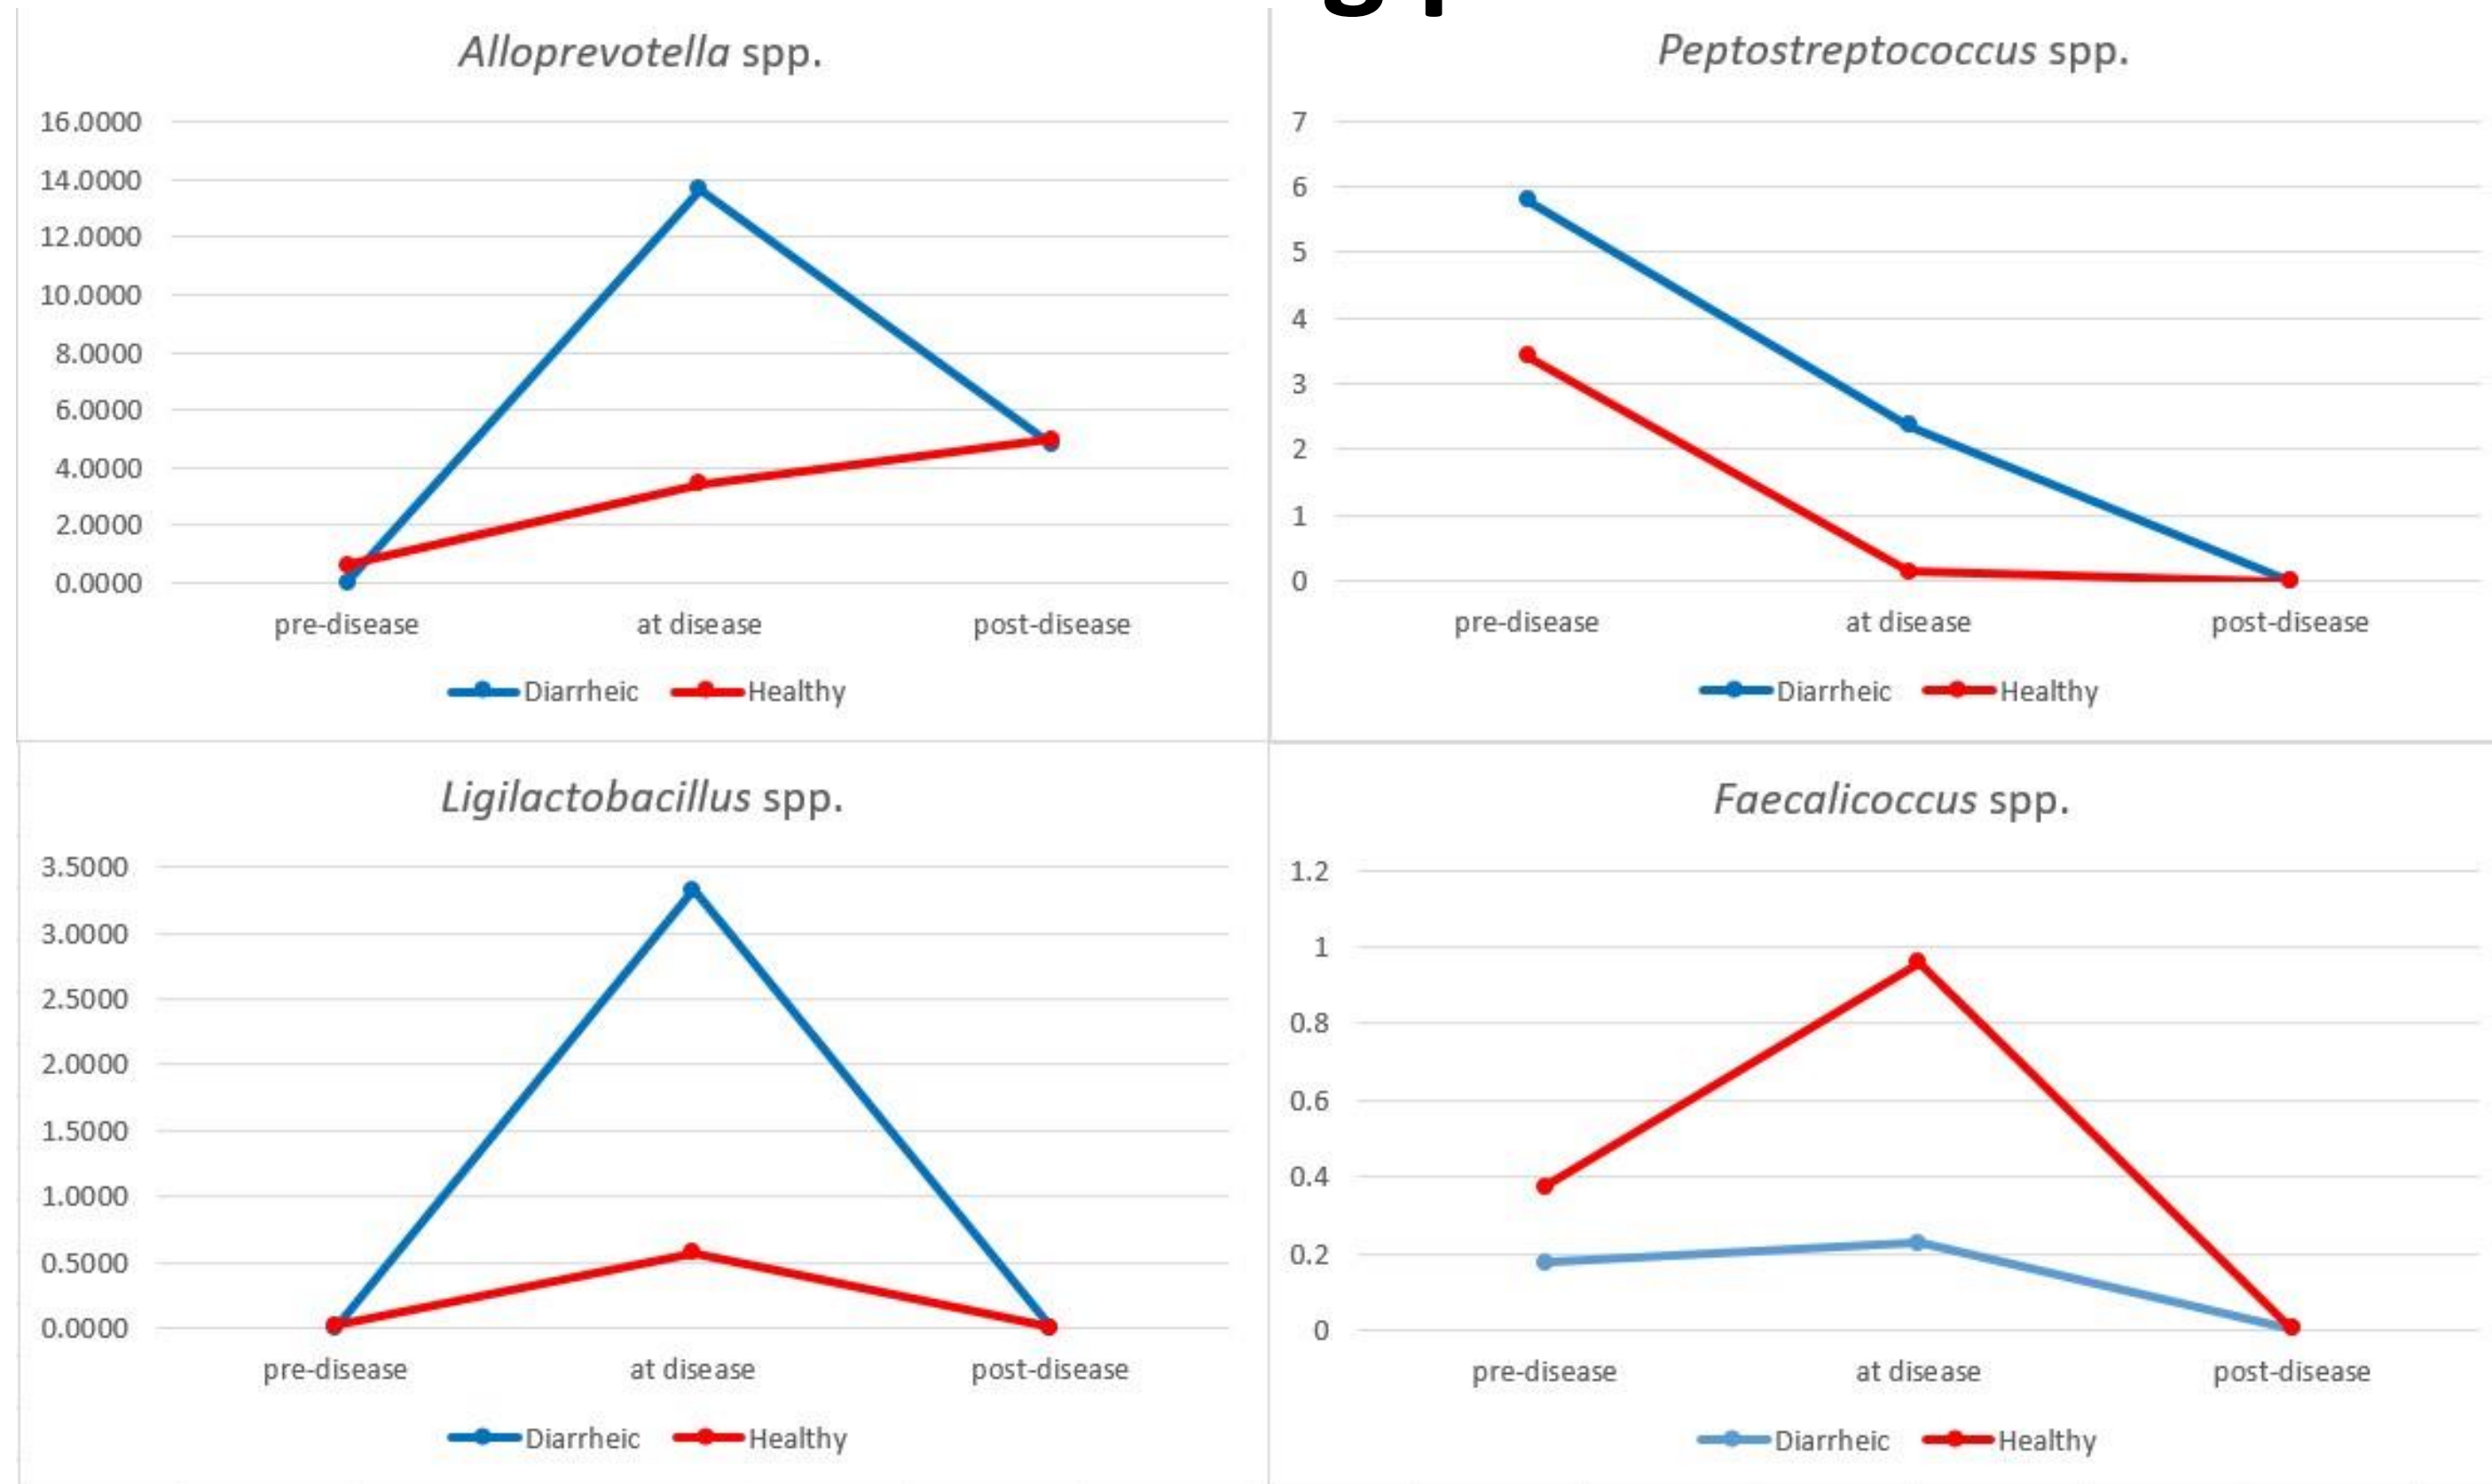 Alloprevotella spp.
16.0000
14.0000
12.0000
10.0000
8.0000
6.0000
4.0000
2.0000
0.0000
pre-disease at disease post-disease
Diarrheic Healthy
Peptostreptococcus spp.
7
6
5
4
3
2
1
0
pre-disease at disease post-disease
Diarrheic Healthy
Ligilactobacillus spp.
3.5000
3.0000
2.5000
2.0000
1.5000
1.0000
0.5000
0.0000
pre-disease at disease post-disease
Diarrheic Healthy
Faecalicoccus spp.
1.2
1
0.8
0.6
0.4
0.2
0
pre-disease at disease post-disease
Diarrheic Healthy